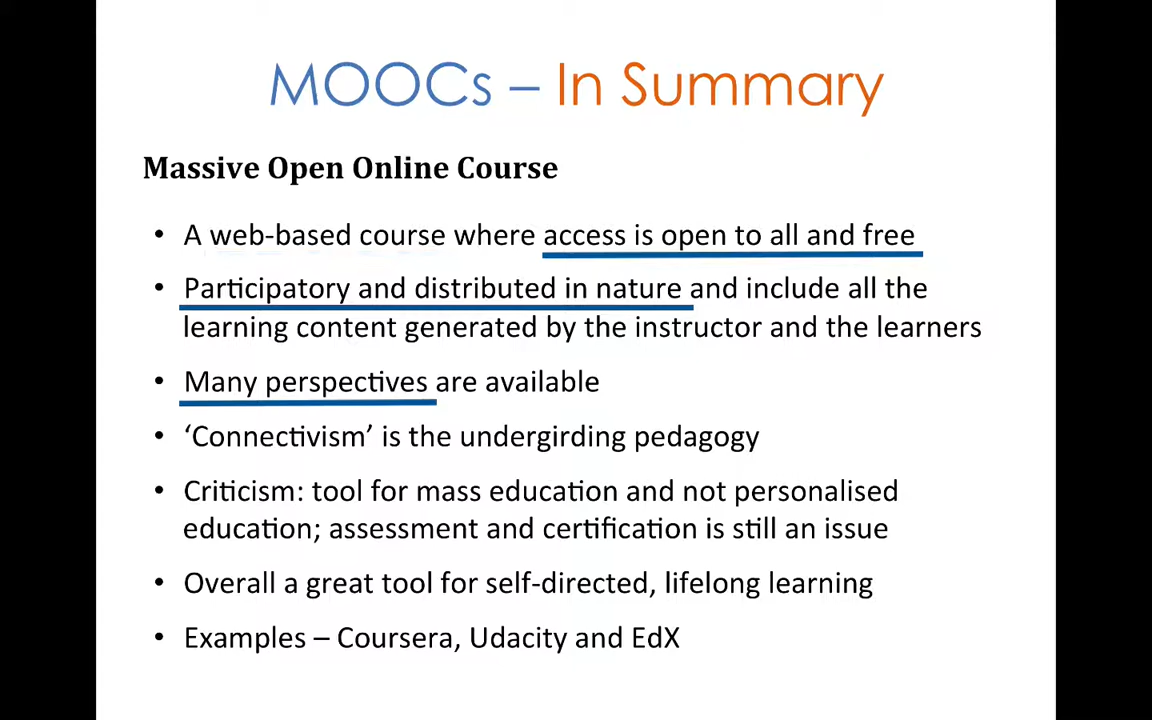 MOOCs – In Summary
Massive Open Online Course
• A web-based course where access is open to all and free
• Participatory and distributed in nature and include all the
learning content generated by the instructor and the learners
• Many perspectives are available
• ‘Connectivism’ is the undergirding pedagogy
• Criticism: tool for mass education and not personalised
education; assessment and certification is still an issue
• Overall a great tool for self-directed, lifelong learning
• Examples – Coursera, Udacity and EdX